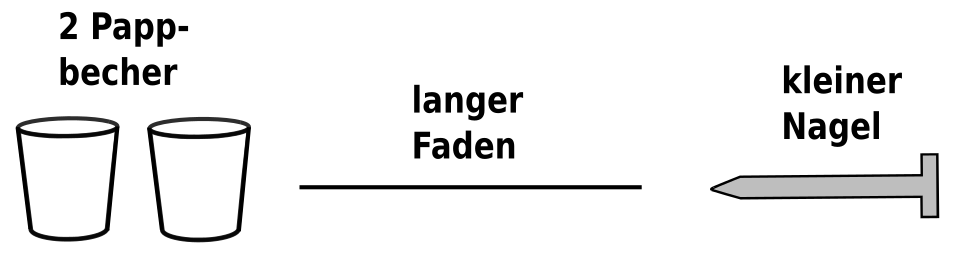 2 Papp-
becher
langer
Faden
kleiner
Nagel